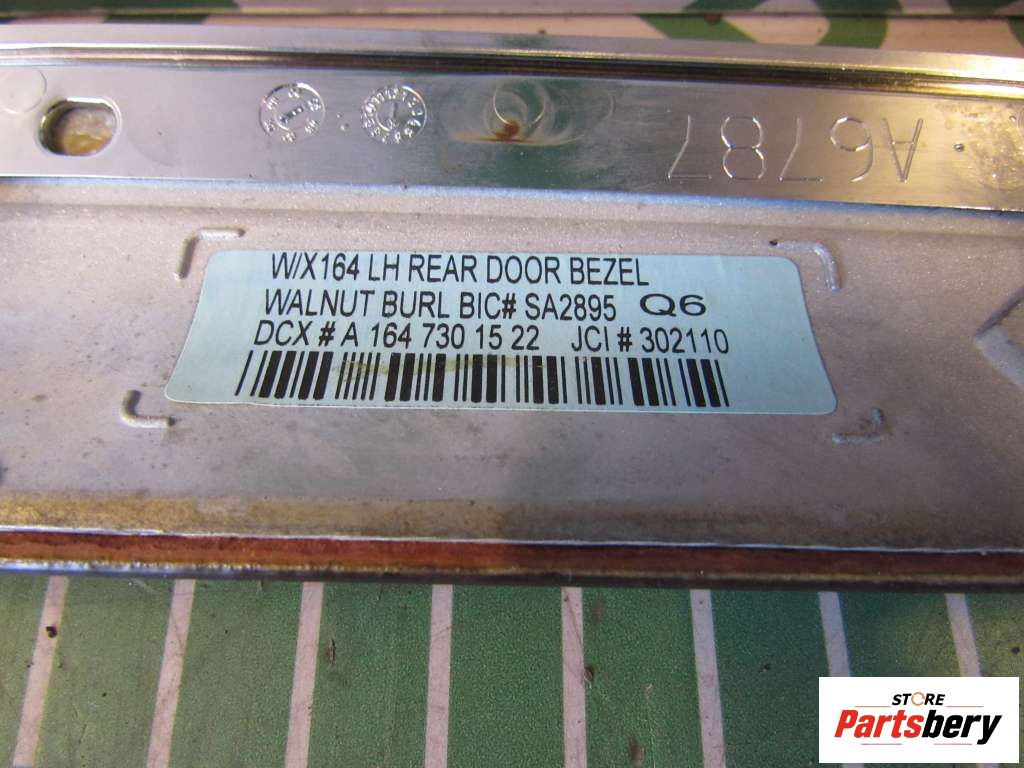 A6787
W/X164 LH REAR DOOR BEZEL
WALNUT BURL BIC# SA2895 Q6
DCX # A 164 730 15 22 JCI # 302110
STORE
Partsbery